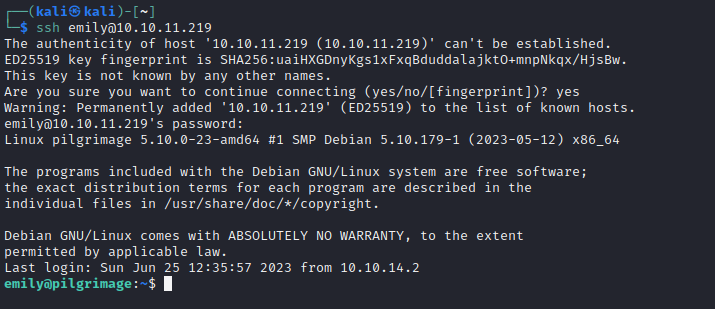 ┌──(kali㉿kali)-[~]
└─$ ssh emily@10.10.11.219
The authenticity of host '10.10.11.219 (10.10.11.219)' can't be established.
ED25519 key fingerprint is SHA256:uaiHXGDnyKgs1xFxqBduddalajktO+mnpNkqx/HjsBw.
This key is not known by any other names.
Are you sure you want to continue connecting (yes/no/[fingerprint])? yes
Warning: Permanently added '10.10.11.219' (ED25519) to the list of known hosts.
emily@10.10.11.219's password:
Linux pilgrimage 5.10.0-23-amd64 #1 SMP Debian 5.10.179-1 (2023-05-12) x86_64
The programs included with the Debian GNU/Linux system are free software;
the exact distribution terms for each program are described in the
individual files in /usr/share/doc/*/copyright.
Debian GNU/Linux comes with ABSOLUTELY NO WARRANTY, to the extent
permitted by applicable law.
Last login: Sun Jun 25 12:35:57 2023 from 10.10.14.2
emily@pilgrimage:~$